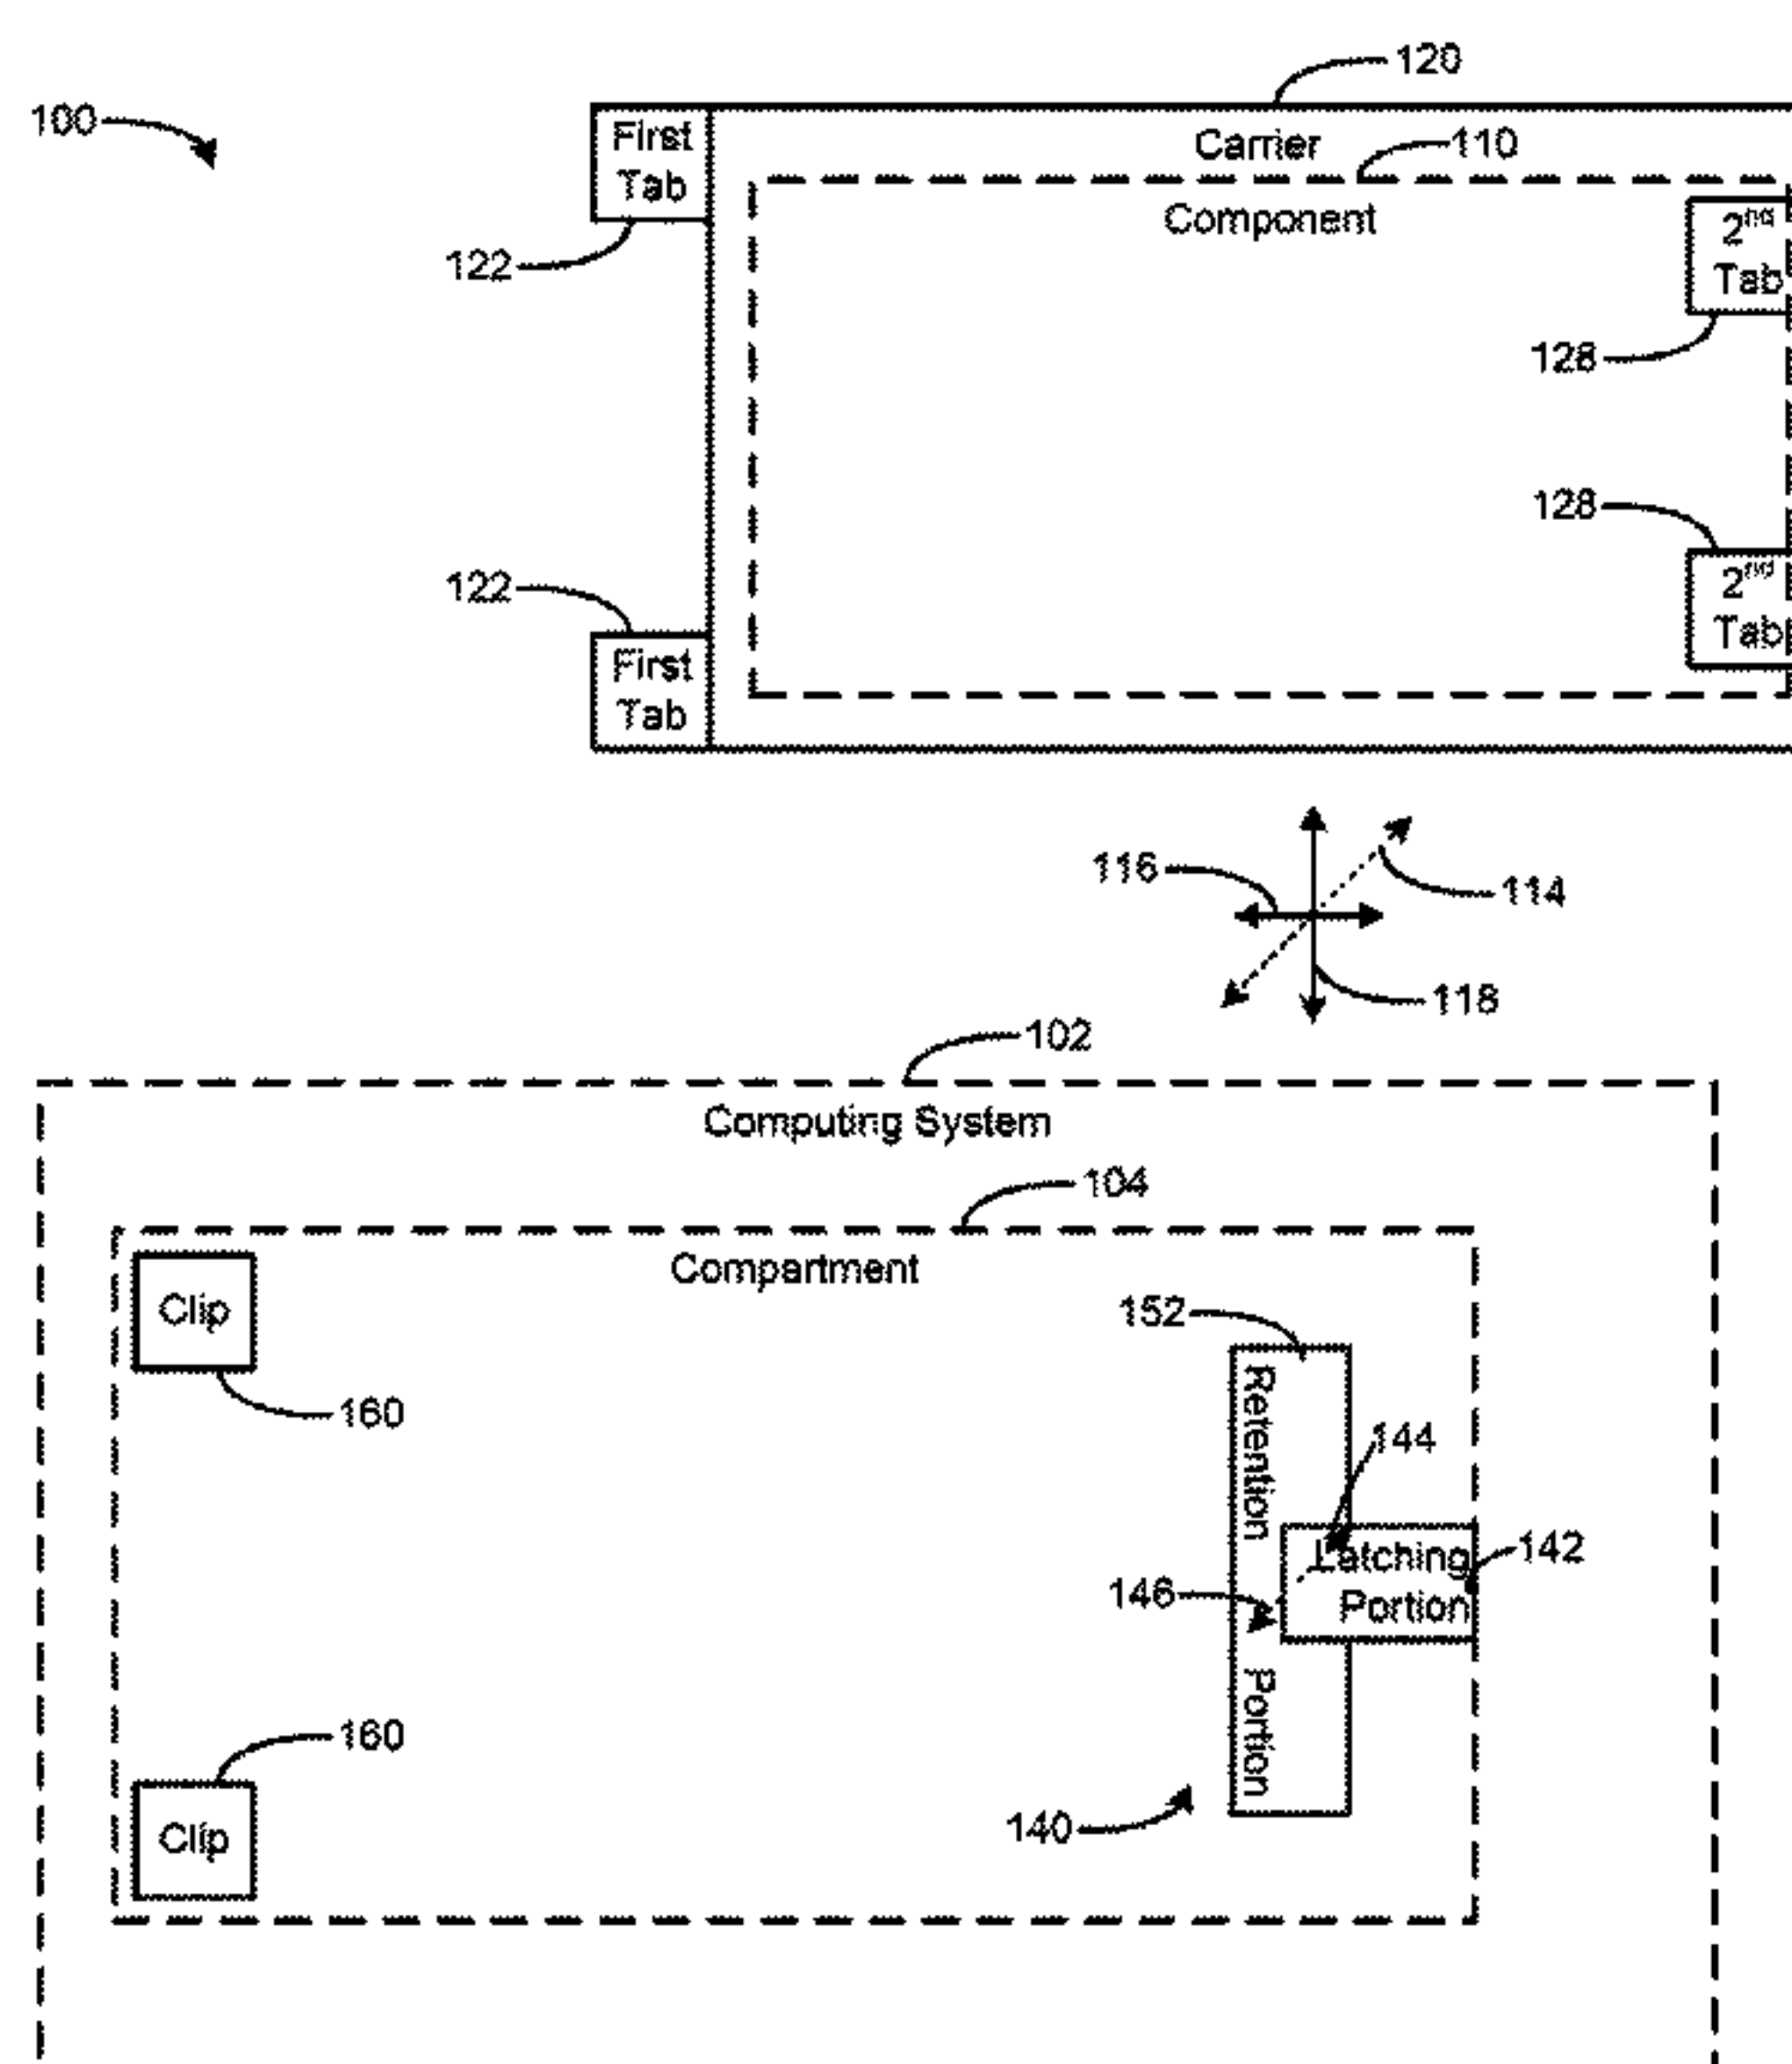 120
100
First
Tab
Carrier
110
Component
2nd
Tab
122
128
128
122
2nd
Tab
First
Tab
116
114
118
102
Computing System
104
Compartment
Clip
152
160
Retention
Portion
144
Latching
Portion
142
146
160
140
Clip